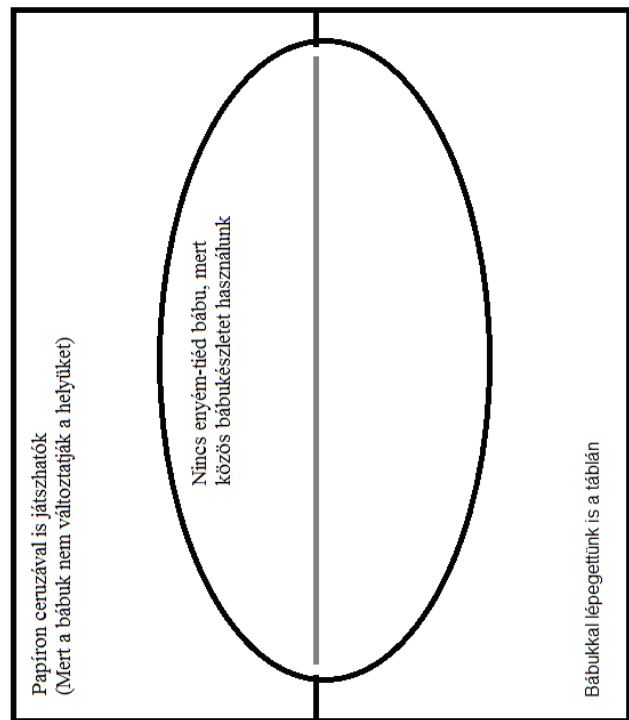 Papíron ceruzával is játszhatók
(Mert a bábuk nem változtatják a helyüket)
Nincs enyém-tiéd bábu, mert
közös bábukészletet használunk
Bábukkal lépegettünk is a táblán